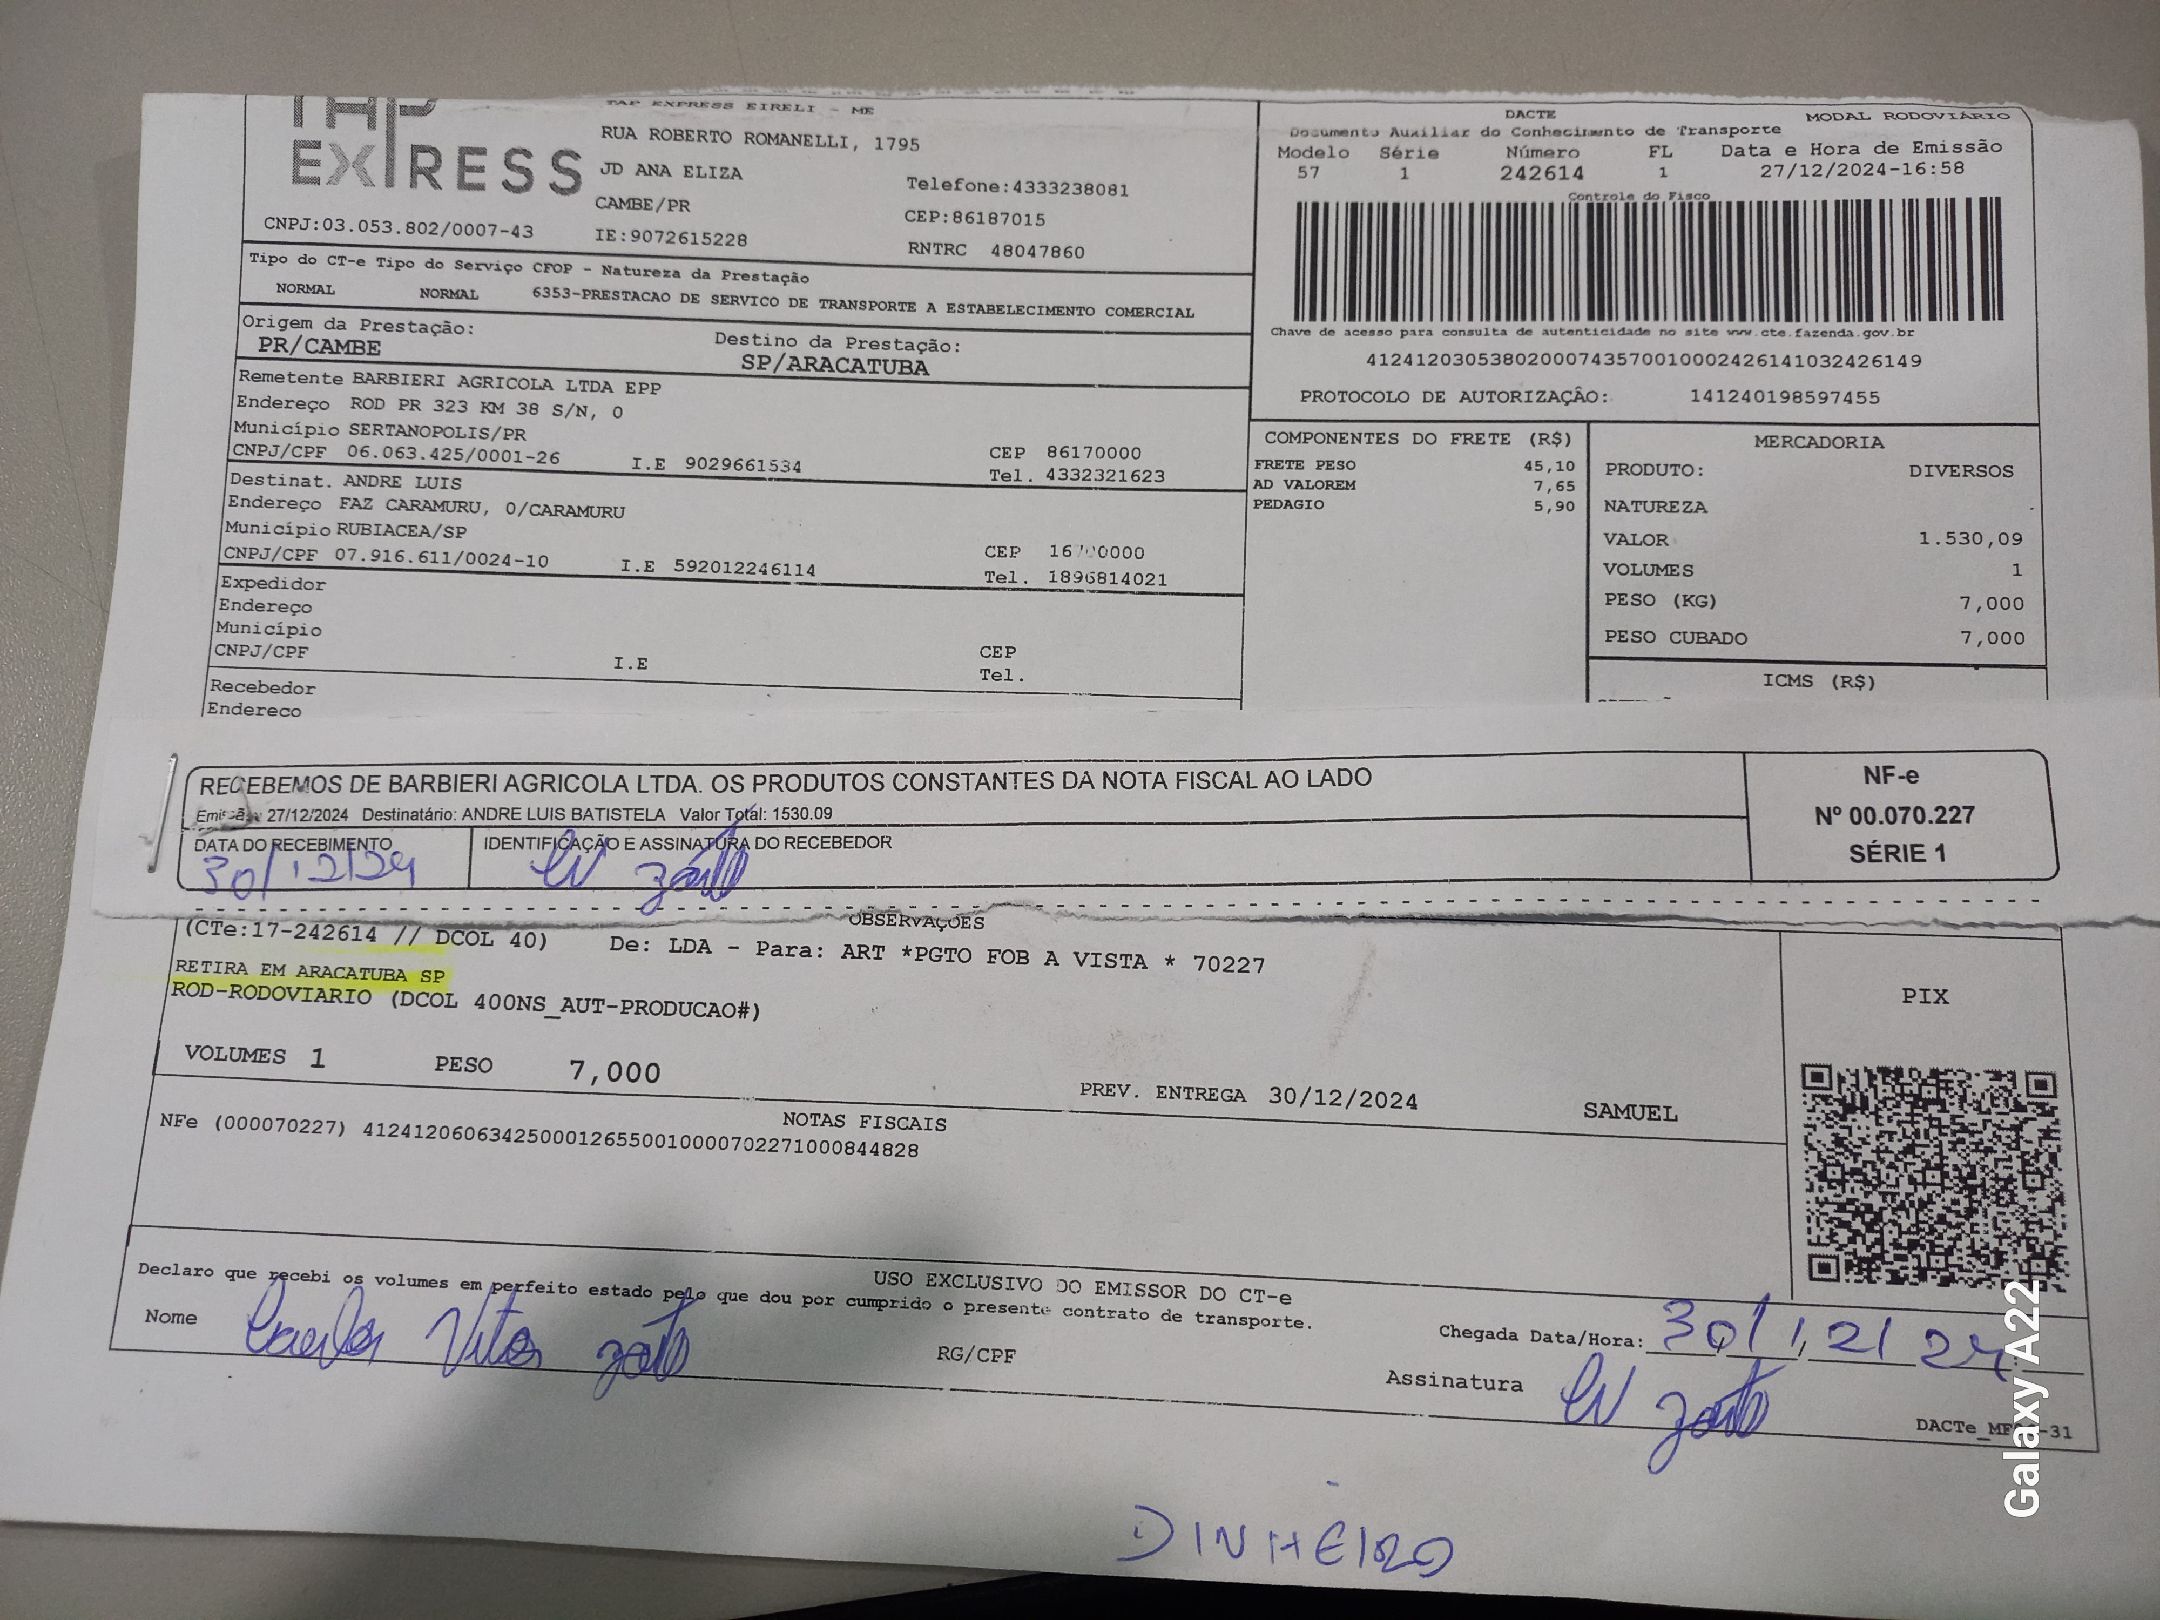 TAP
EXPRESS
TAP EXPRESS EIRELI - ME
RUA ROBERTO ROMANELLI, 1795
JD ANA ELIZA
Telefone:4333238081
CAMBE/PR
CEP:86187015
CNPJ:03.053.802/0007-43
IE:9072615228
RNTRC 48047860
DACTE
MODAL RODOVIÁRIO
Documento Auxiliar do Conhecimento de Transporte
Modelo Série Número FL Data e Hora de Emissão
57 1 242614 1 27/12/2024-16:58
Controle do Fisco
Chave de acesso para consulta de autenticidade no site www.cte.fazenda.gov.br
41241203053802000743570010002426141032426149
PROTOCOLO DE AUTORIZAÇÂO: 141240198597455
Tipo do CT-e Tipo do Serviço CFOP - Natureza da Prestação
NORMAL NORMAL 6353-PRESTACAO DE SERVICO DE TRANSPORTE A ESTABELECIMENTO COMERCIAL
Origem da Prestação: Destino da Prestação:
PR/CAMBE SP/ARACATUBA
Remetente BARBIERI AGRICOLA LTDA EPP
Endereço ROD PR 323 KM 38 S/N, 0
Município SERTANOPOLIS/PR CEP 86170000
CNPJ/CPF 06.063.425/0001-26 I.E 9029661534 Tel. 4332321623
Destinat. ANDRE LUIS
Endereço FAZ CARAMURU, 0/CARAMURU
Município RUBIACEA/SP CEP
CNPJ/CPF 07.916.611/0024-10 I.E 592012246114 Tel. 1896814021
Expedidor
Endereço
Município
CNPJ/CPF I.E CEP
Tel.
Recebedor
Endereco
COMPONENTES DO FRETE (R$)
FRETE PESO 45,10
AD VALOREM 7,65
PEDAGIO 5,90
MERCADORIA
PRODUTO: DIVERSOS
NATUREZA
VALOR 1.530,09
VOLUMES 1
PESO (KG) 7,000
PESO CUBADO 7,000
ICMS (R$)
RECEBEMOS DE BARBIERI AGRICOLA LTDA. OS PRODUTOS CONSTANTES DA NOTA FISCAL AO LADO
Emissão: 27/12/2024 Destinatário: ANDRE LUIS BATISTELA Valor Total: 1530.09
DATA DO RECEBIMENTO IDENTIFICAÇÃO E ASSINATURA DO RECEBEDOR
30/12/24
NF-e
Nº 00.070.227
SÉRIE 1
OBSERVAÇÕES
(CTe:17-242614 // DCOL 40) De: LDA - Para: ART *PGTO FOB A VISTA * 70227
RETIRA EM ARACATUBA SP
ROD-RODOVIARIO (DCOL 400NS_AUT-PRODUCAO#)
VOLUMES 1 PESO 7,000 PREV. ENTREGA 30/12/2024 SAMUEL
PIX
NOTAS FISCAIS
NFe (000070227) 41241206063425000126550010000702271000844828
USO EXCLUSIVO DO EMISSOR DO CT-e
Declaro que recebi os volumes em perfeito estado pelo que dou por cumprido o presente contrato de transporte.
Nome Carlos Vitor RG/CPF
Chegada Data/Hora: 30/12/24
Assinatura
DINHEIRO
Galaxy A22